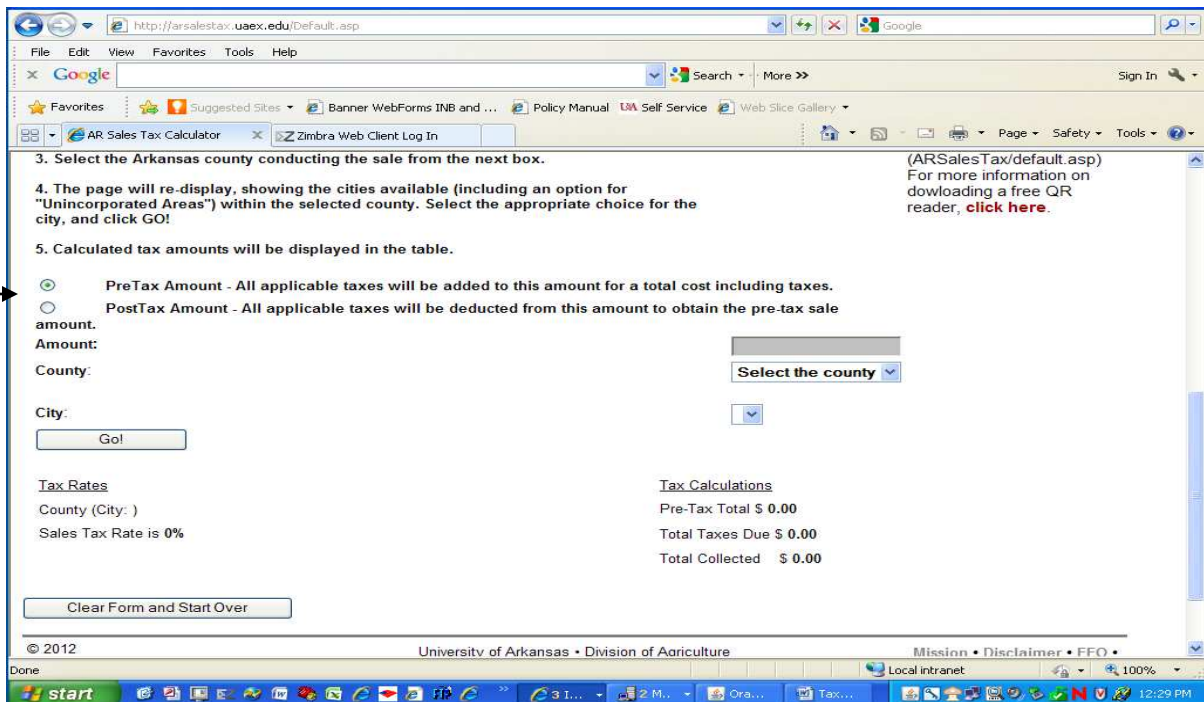 http://arsalestax.uaex.edu/Default.asp
Google
File Edit View Favorites Tools Help
x Google Search More >> Sign In
Favorites Suggested Sites Banner WebForms INB and ... Policy Manual UA Self Service Web Slice Gallery
AR Sales Tax Calculator X Zimbra Web Client Log In Page Safety Tools
3. Select the Arkansas county conducting the sale from the next box.
4. The page will re-display, showing the cities available (including an option for
"Unincorporated Areas") within the selected county. Select the appropriate choice for the
city, and click GO!
5. Calculated tax amounts will be displayed in the table.
(ARSalesTax/default.asp)
For more information on
dowloading a free QR
reader, click here.
PreTax Amount - All applicable taxes will be added to this amount for a total cost including taxes.
PostTax Amount - All applicable taxes will be deducted from this amount to obtain the pre-tax sale
amount.
Amount:
County: Select the county
City:
Go!
Tax Rates
County (City: )
Sales Tax Rate is 0%
Tax Calculations
Pre-Tax Total $ 0.00
Total Taxes Due $ 0.00
Total Collected $ 0.00
Clear Form and Start Over
© 2012 University of Arkansas • Division of Agriculture Mission • Disclaimer • EEO •
Done Local intranet 100%
start 3 I... 2 M... Ora... Tax... 12:29 PM